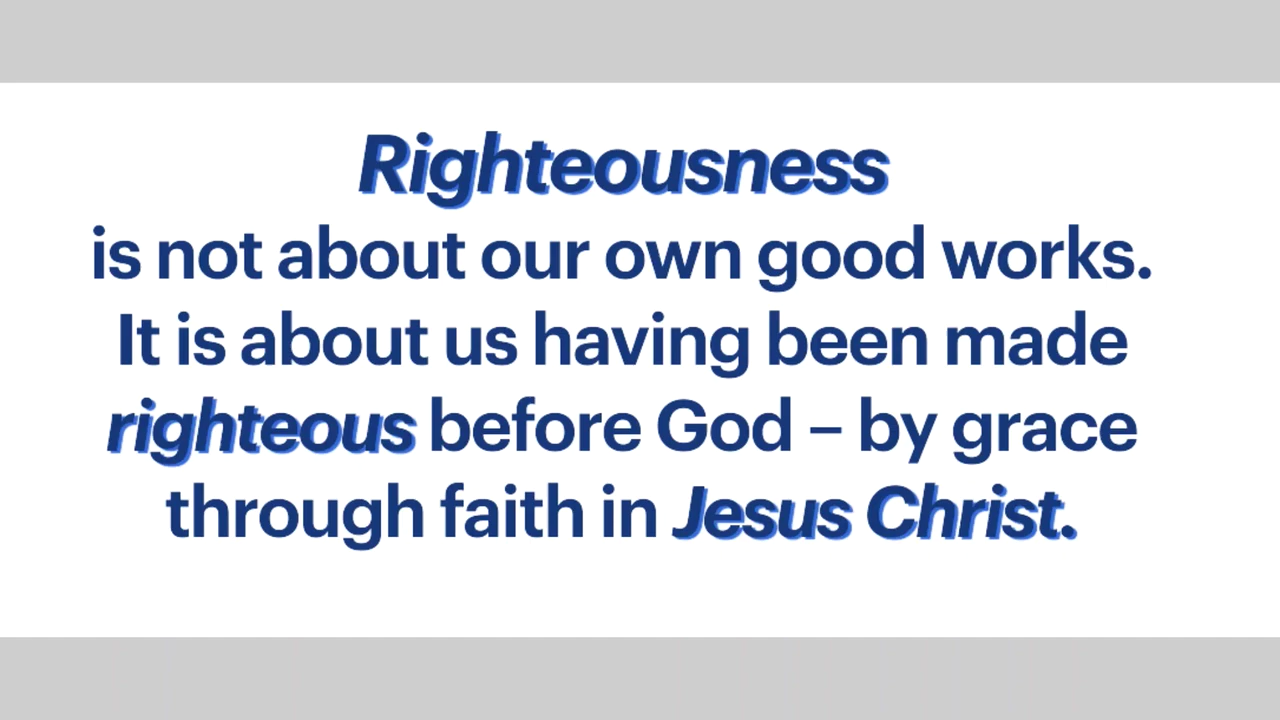 Righteousness
is not about our own good works.
It is about us having been made
righteous before God – by grace
through faith in Jesus Christ.